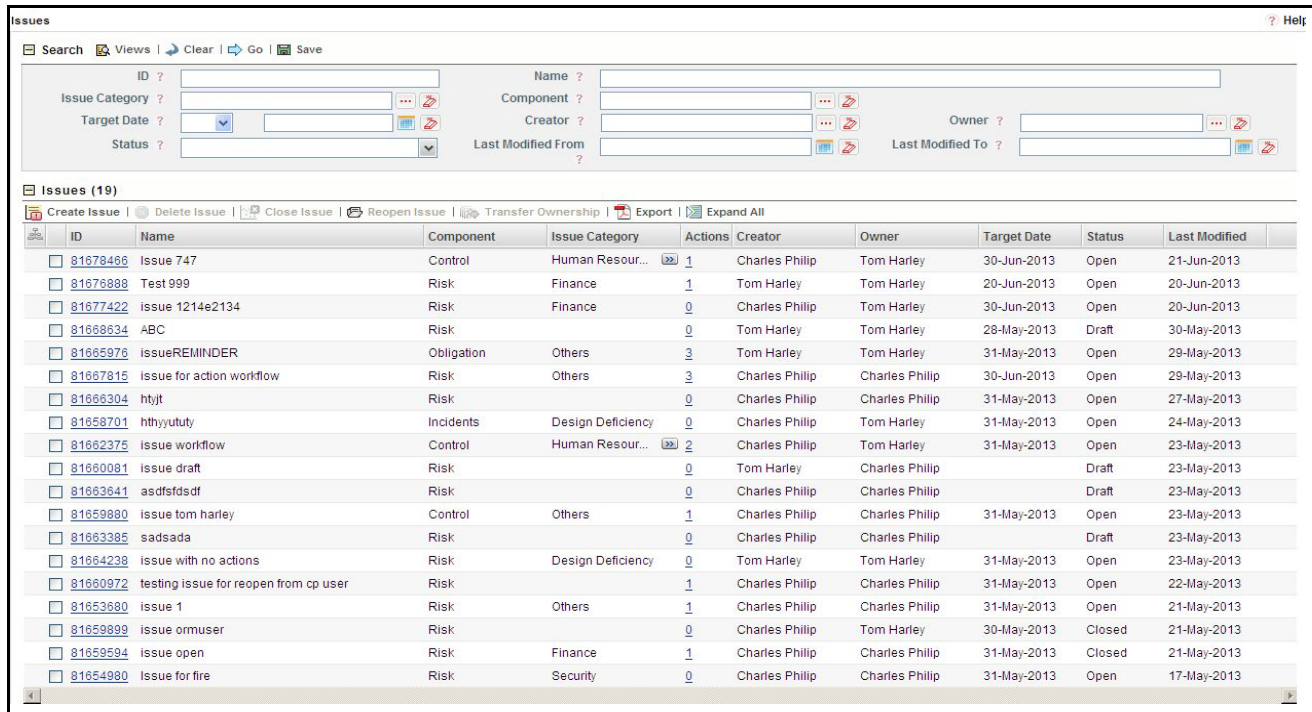 Issues ? Help
Search Views | Clear | Go | Save
ID ? Name ?
Issue Category ? ... Component ? ...
Target Date ? Creator ? ... Owner ? ...
Status ? Last Modified From ? Last Modified To ?
Issues (19)
Create Issue | Delete Issue | Close Issue | Reopen Issue | Transfer Ownership | Export | Expand All
ID Name Component Issue Category Actions Creator Owner Target Date Status Last Modified
81678466 Issue 747 Control Human Resour... >> 1 Charles Philip Tom Harley 30-Jun-2013 Open 21-Jun-2013
81676888 Test 999 Risk Finance 1 Tom Harley Tom Harley 20-Jun-2013 Open 20-Jun-2013
81677422 issue 1214e2134 Risk Finance 0 Charles Philip Tom Harley 30-Jun-2013 Open 20-Jun-2013
81668634 ABC Risk 0 Tom Harley Tom Harley 28-May-2013 Draft 30-May-2013
81665976 issueREMINDER Obligation Others 3 Tom Harley Tom Harley 31-May-2013 Open 29-May-2013
81667815 issue for action workflow Risk Others 3 Charles Philip Charles Philip 30-Jun-2013 Open 29-May-2013
81666304 htyjt Risk 0 Charles Philip Charles Philip 31-May-2013 Open 27-May-2013
81658701 hthyyututy Incidents Design Deficiency 0 Charles Philip Tom Harley 31-May-2013 Open 24-May-2013
81662375 issue workflow Control Human Resour... >> 2 Charles Philip Tom Harley 31-May-2013 Open 23-May-2013
81660081 issue draft Risk 0 Tom Harley Charles Philip Draft 23-May-2013
81663641 asdfsfdsdf Risk 0 Charles Philip Charles Philip Draft 23-May-2013
81659880 issue tom harley Control Others 1 Charles Philip Charles Philip 31-May-2013 Open 23-May-2013
81663385 sadsada Risk 0 Charles Philip Charles Philip Draft 23-May-2013
81664238 issue with no actions Risk Design Deficiency 0 Tom Harley Tom Harley 31-May-2013 Open 23-May-2013
81660972 testing issue for reopen from cp user Risk 1 Charles Philip Charles Philip 31-May-2013 Open 22-May-2013
81653680 issue 1 Risk Others 1 Charles Philip Charles Philip 31-May-2013 Open 21-May-2013
81659899 issue ormuser Risk 0 Charles Philip Tom Harley 30-May-2013 Closed 21-May-2013
81659594 issue open Risk Finance 1 Charles Philip Charles Philip 31-May-2013 Closed 21-May-2013
81654980 Issue for fire Risk Security 0 Charles Philip Charles Philip 31-May-2013 Open 17-May-2013